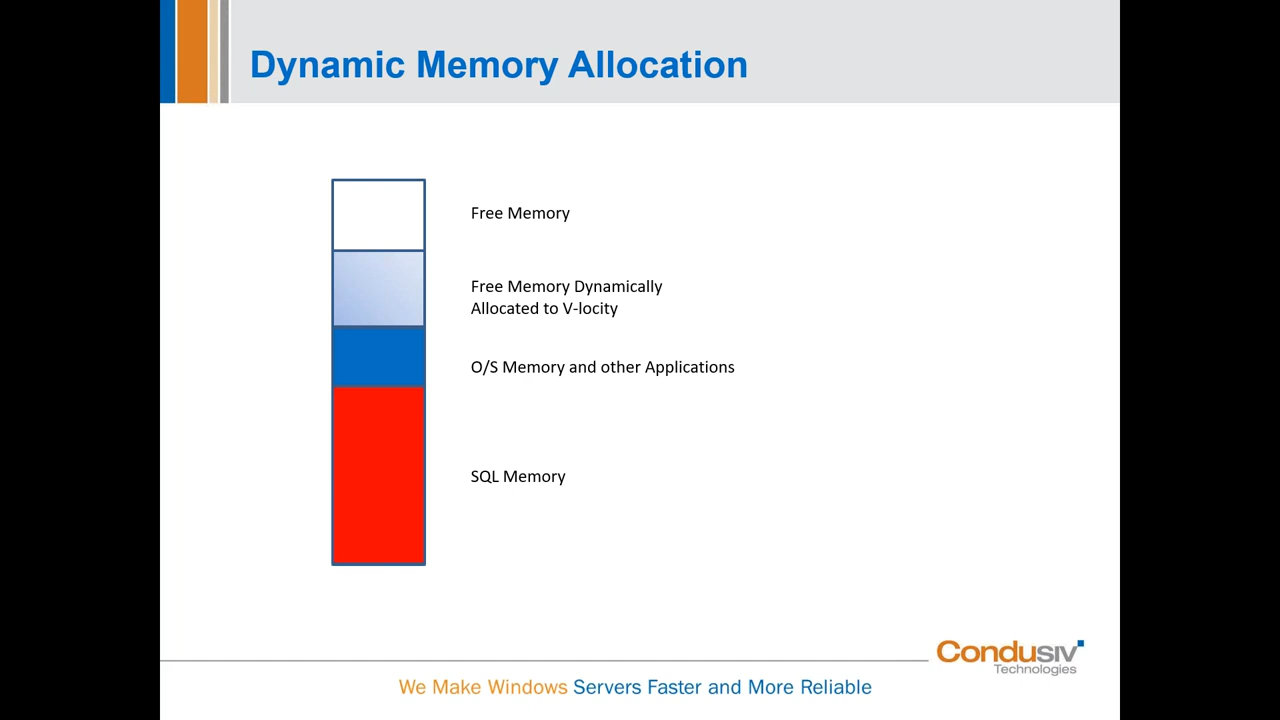 Dynamic Memory Allocation
Free Memory
Free Memory Dynamically
Allocated to V-locity
O/S Memory and other Applications
SQL Memory
Condusiv
Technologies
We Make Windows Servers Faster and More Reliable